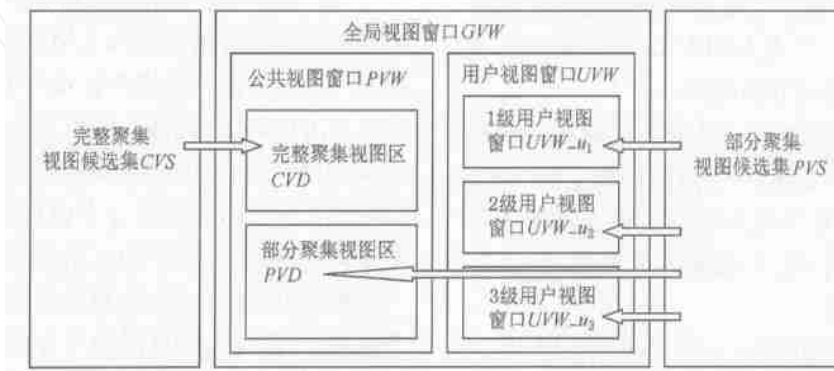 全局视图窗口GVW
完整聚集
视图候选集CVS
公共视图窗口PVW
完整聚集视图区
CVD
部分聚集视图区
PVD
用户视图窗口UVW
1级用户视图
窗口UVW_u₁
2级用户视图
窗口UVW_u₂
3级用户视图
窗口UVW_u₃
部分聚集
视图候选集PVS